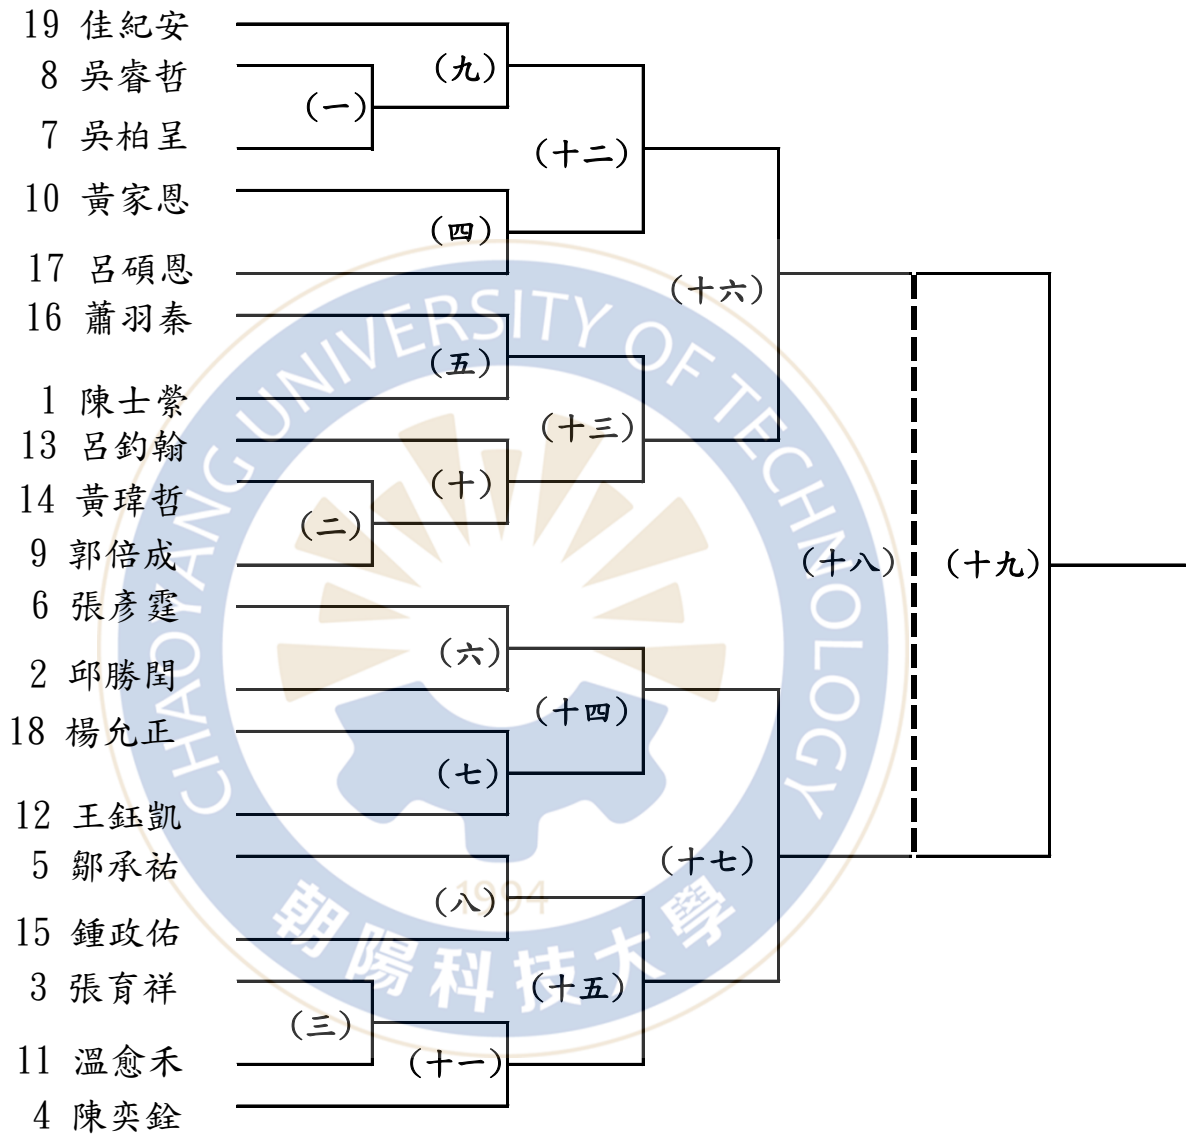 19 佳紀安
(九)
8 吳睿哲
(一)
7 吳柏呈
(十二)
10 黃家恩
(四)
17 呂碩恩
(十六)
16 蕭羽秦
(五)
1 陳士縈
(十三)
13 呂鈞翰
(十)
14 黃瑋哲
(二)
9 郭倍成
(十八)
(十九)
6 張彥霆
(六)
2 邱勝閏
(十四)
18 楊允正
(七)
12 王鈺凱
(十七)
5 鄒承祐
(八)
15 鍾政佑
3 張育祥
(十五)
(三)
11 溫愈禾
(十一)
4 陳奕銓
CHAOYANG UNIVERSITY OF TECHNOLOGY
1994
朝陽科技大學